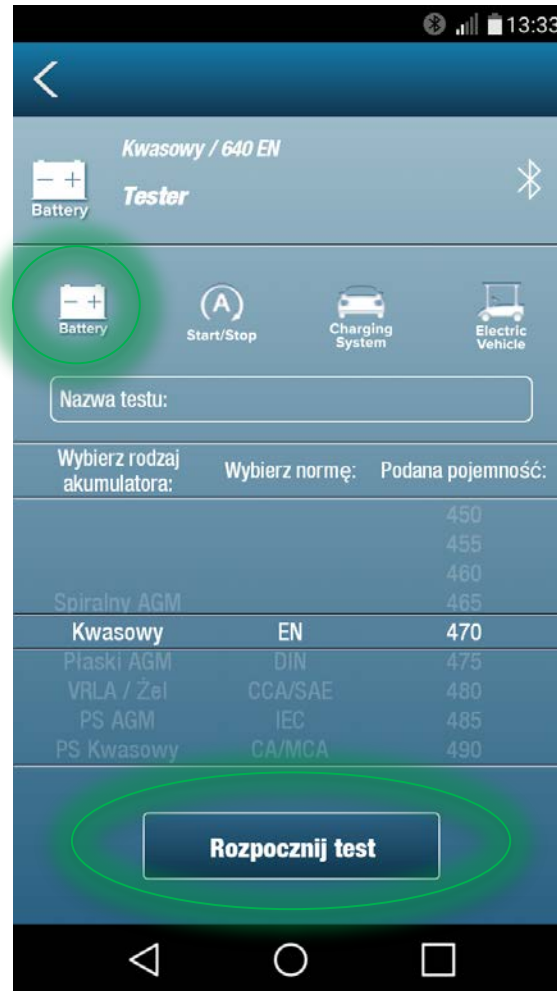 13:33
Kwasowy / 640 EN
- +
Battery
Tester
- +
Battery
A
Start/Stop
Charging
System
Electric
Vehicle
Nazwa testu:
Wybierz rodzaj
akumulatora:
Wybierz normę:
Podana pojemność:
450
455
460
Spiralny AGM 465
Kwasowy EN 470
Płaski AGM DIN 475
VRLA / Żel CCA/SAE 480
PS AGM IEC 485
PS Kwasowy CA/MCA 490
Rozpocznij test